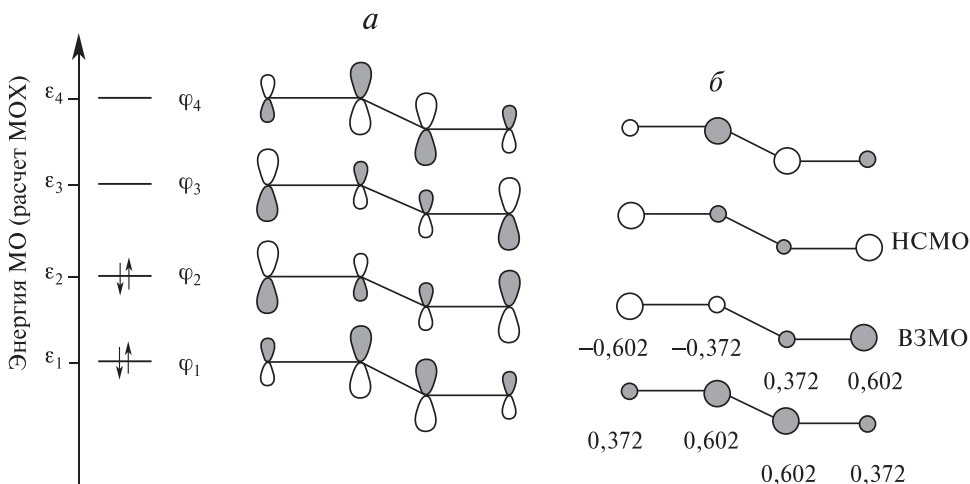 а
б
Энергия МО (расчет МОХ)
ε4 φ4
ε3 φ3
НСМО
ε2 φ2
ВЗМО
–0,602 –0,372
0,372 0,602
ε1 φ1
0,372 0,602
0,602 0,372